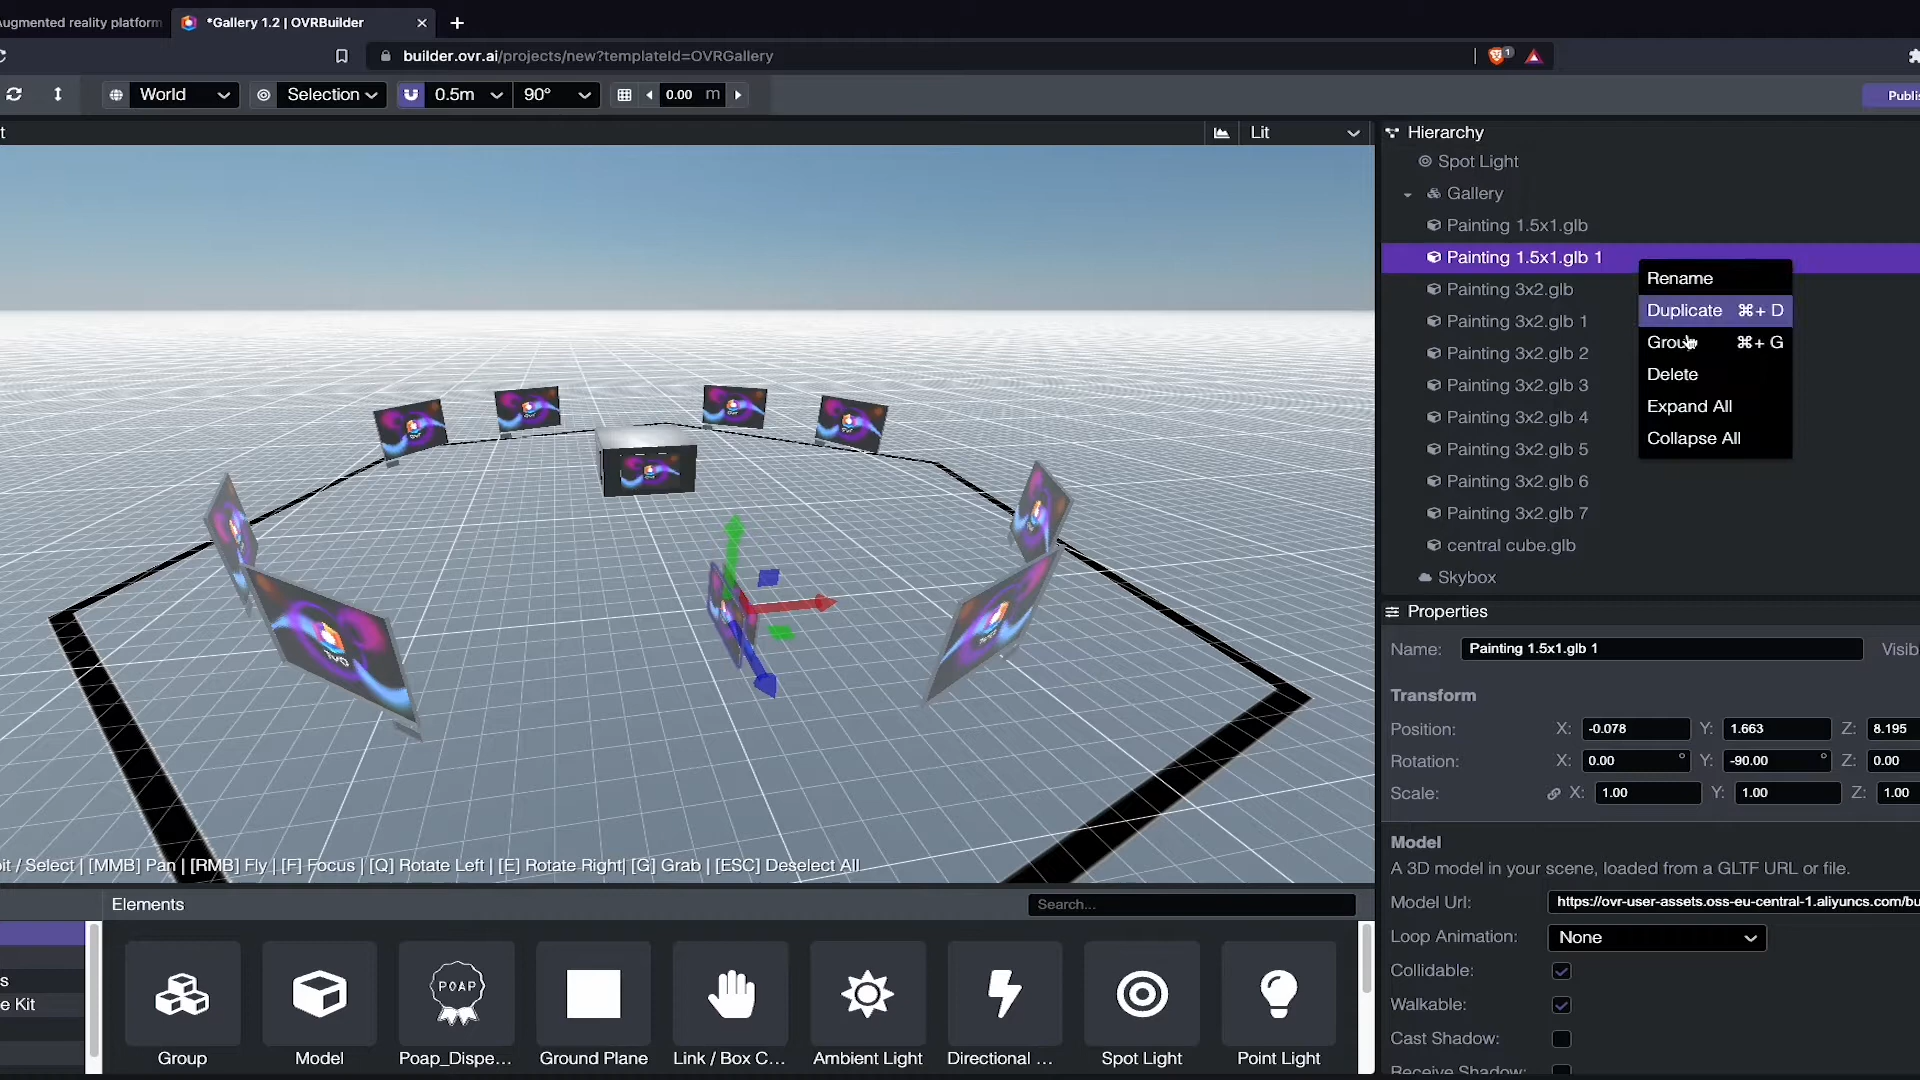 Augmented reality platform
*Gallery 1.2 | OVRBuilder
builder.ovr.ai/projects/new?templateId=OVRGallery
1
World
Selection
0.5m
90°
0.00 m
Publis
t
Lit
Hierarchy
Spot Light
Gallery
Painting 1.5x1.glb
Painting 1.5x1.glb 1
Painting 3x2.glb
Painting 3x2.glb 1
Painting 3x2.glb 2
Painting 3x2.glb 3
Painting 3x2.glb 4
Painting 3x2.glb 5
Painting 3x2.glb 6
Painting 3x2.glb 7
central cube.glb
Skybox
Rename
Duplicate ⌘+ D
Group ⌘+ G
Delete
Expand All
Collapse All
Properties
Name: Painting 1.5x1.glb 1 Visib
Transform
Position: X: -0.078 Y: 1.663 Z: 8.195
Rotation: X: 0.00 ° Y: -90.00 ° Z: 0.00
Scale: X: 1.00 Y: 1.00 Z: 1.00
Model
A 3D model in your scene, loaded from a GLTF URL or file.
Model Url: https://ovr-user-assets.oss-eu-central-1.aliyuncs.com/bu
Loop Animation: None
Collidable:
Walkable:
Cast Shadow:
Receive Shadow:
bit / Select | [MMB] Pan | [RMB] Fly | [F] Focus | [Q] Rotate Left | [E] Rotate Right| [G] Grab | [ESC] Deselect All
Elements
Search...
s
e Kit
POAP
Group
Model
Poap_Dispe...
Ground Plane
Link / Box C...
Ambient Light
Directional ...
Spot Light
Point Light